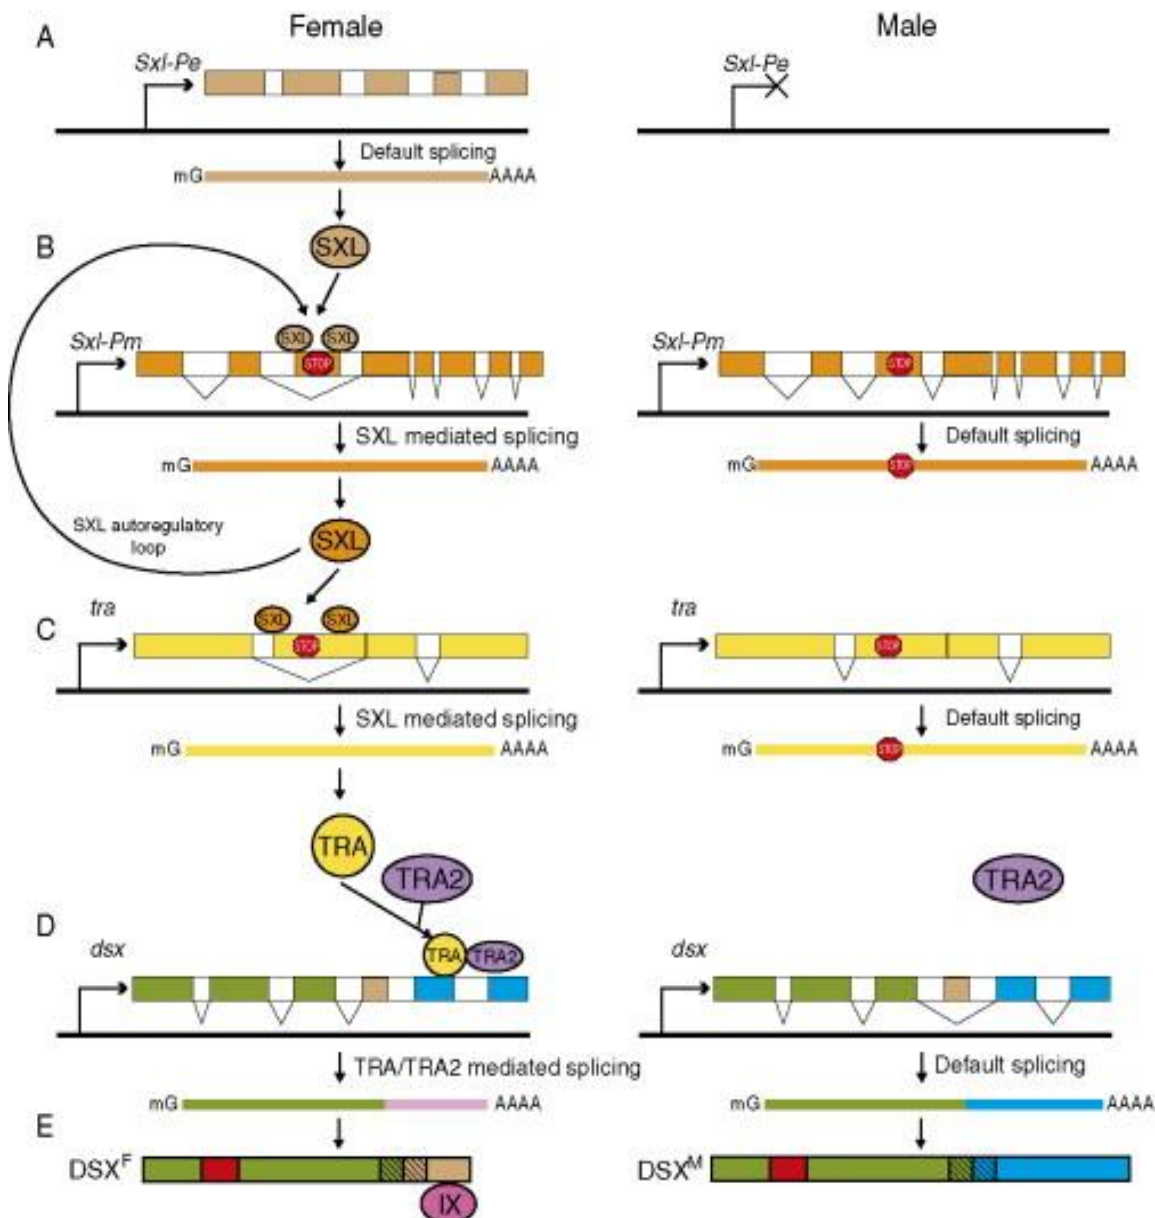 Female
Male
A
Sxl-Pe
Sxl-Pe
Default splicing
mG
AAAA
SXL
B
Sxl-Pm
SXL
SXL
STOP
Sxl-Pm
STOP
SXL mediated splicing
mG
AAAA
Default splicing
mG
STOP
AAAA
SXL autoregulatory
loop
SXL
C
tra
SXL
SXL
STOP
tra
STOP
SXL mediated splicing
mG
AAAA
Default splicing
mG
STOP
AAAA
TRA
TRA2
TRA2
D
dsx
TRA
TRA2
dsx
TRA/TRA2 mediated splicing
mG
AAAA
Default splicing
mG
AAAA
E
DSXF
IX
DSXM